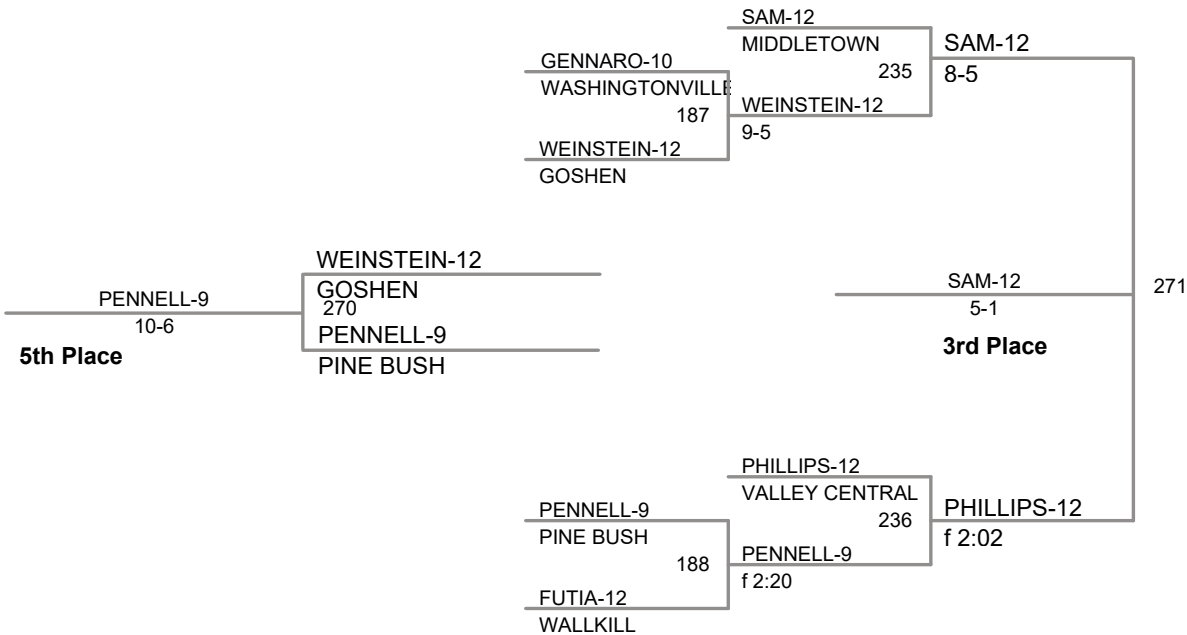 SAM-12
MIDDLETOWN
235
SAM-12
8-5
GENNARO-10
WASHINGTONVILLE
187
WEINSTEIN-12
9-5
WEINSTEIN-12
GOSHEN
WEINSTEIN-12
GOSHEN
270
PENNELL-9
10-6
5th Place
PENNELL-9
PINE BUSH
SAM-12
5-1
3rd Place
271
PHILLIPS-12
VALLEY CENTRAL
236
PHILLIPS-12
f 2:02
PENNELL-9
PINE BUSH
188
PENNELL-9
f 2:20
FUTIA-12
WALLKILL